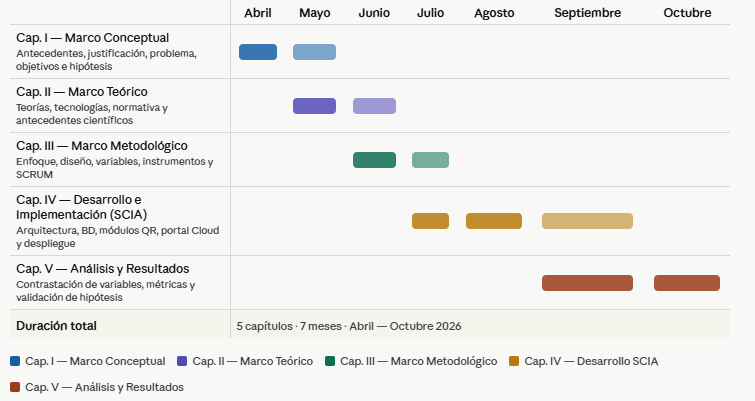 Abril Mayo Junio Julio Agosto Septiembre Octubre
Cap. I — Marco Conceptual
Antecedentes, justificación, problema,
objetivos e hipótesis
Cap. II — Marco Teórico
Teorías, tecnologías, normativa y
antecedentes científicos
Cap. III — Marco Metodológico
Enfoque, diseño, variables, instrumentos y
SCRUM
Cap. IV — Desarrollo e
Implementación (SCIA)
Arquitectura, BD, módulos QR, portal Cloud
y despliegue
Cap. V — Análisis y Resultados
Contrastación de variables, métricas y
validación de hipótesis
Duración total 5 capítulos · 7 meses · Abril — Octubre 2026
Cap. I — Marco Conceptual Cap. II — Marco Teórico Cap. III — Marco Metodológico Cap. IV — Desarrollo SCIA
Cap. V — Análisis y Resultados